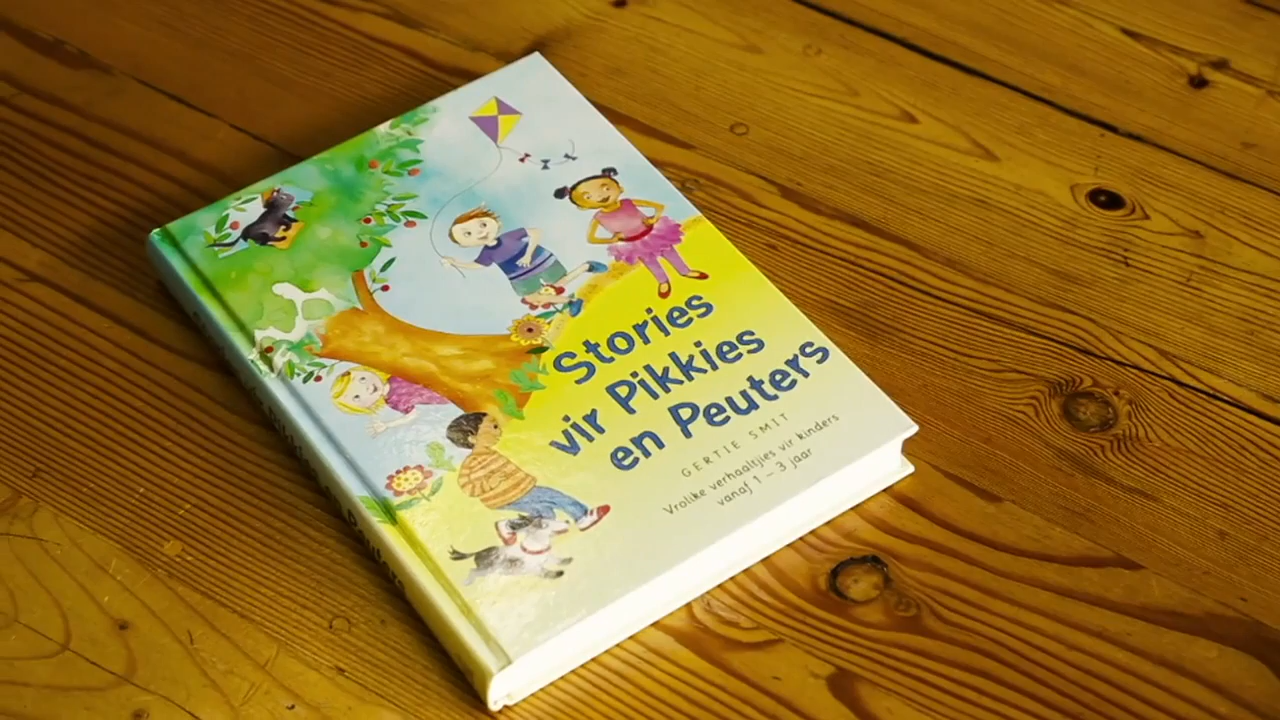 Stories
vir Pikkies
en Peuters
GERTIE SMIT
Vrolike verhaaltjies vir kinders
vanaf 1 – 3 jaar